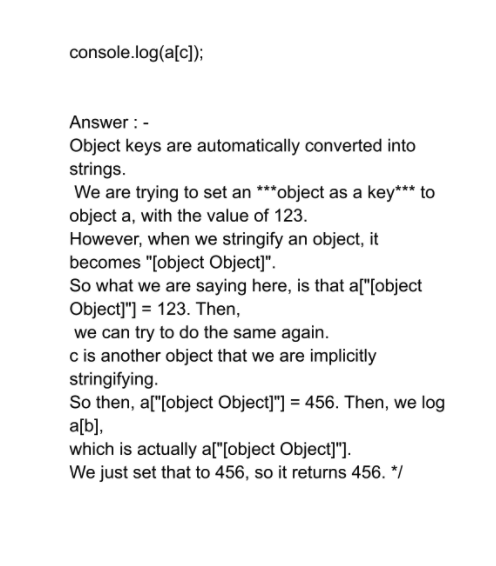 console.log(a[c]);
Answer : -
Object keys are automatically converted into
strings.
We are trying to set an ***object as a key*** to
object a, with the value of 123.
However, when we stringify an object, it
becomes "[object Object]".
So what we are saying here, is that a["[object
Object]"] = 123. Then,
we can try to do the same again.
c is another object that we are implicitly
stringifying.
So then, a["[object Object]"] = 456. Then, we log
a[b],
which is actually a["[object Object]"].
We just set that to 456, so it returns 456. */